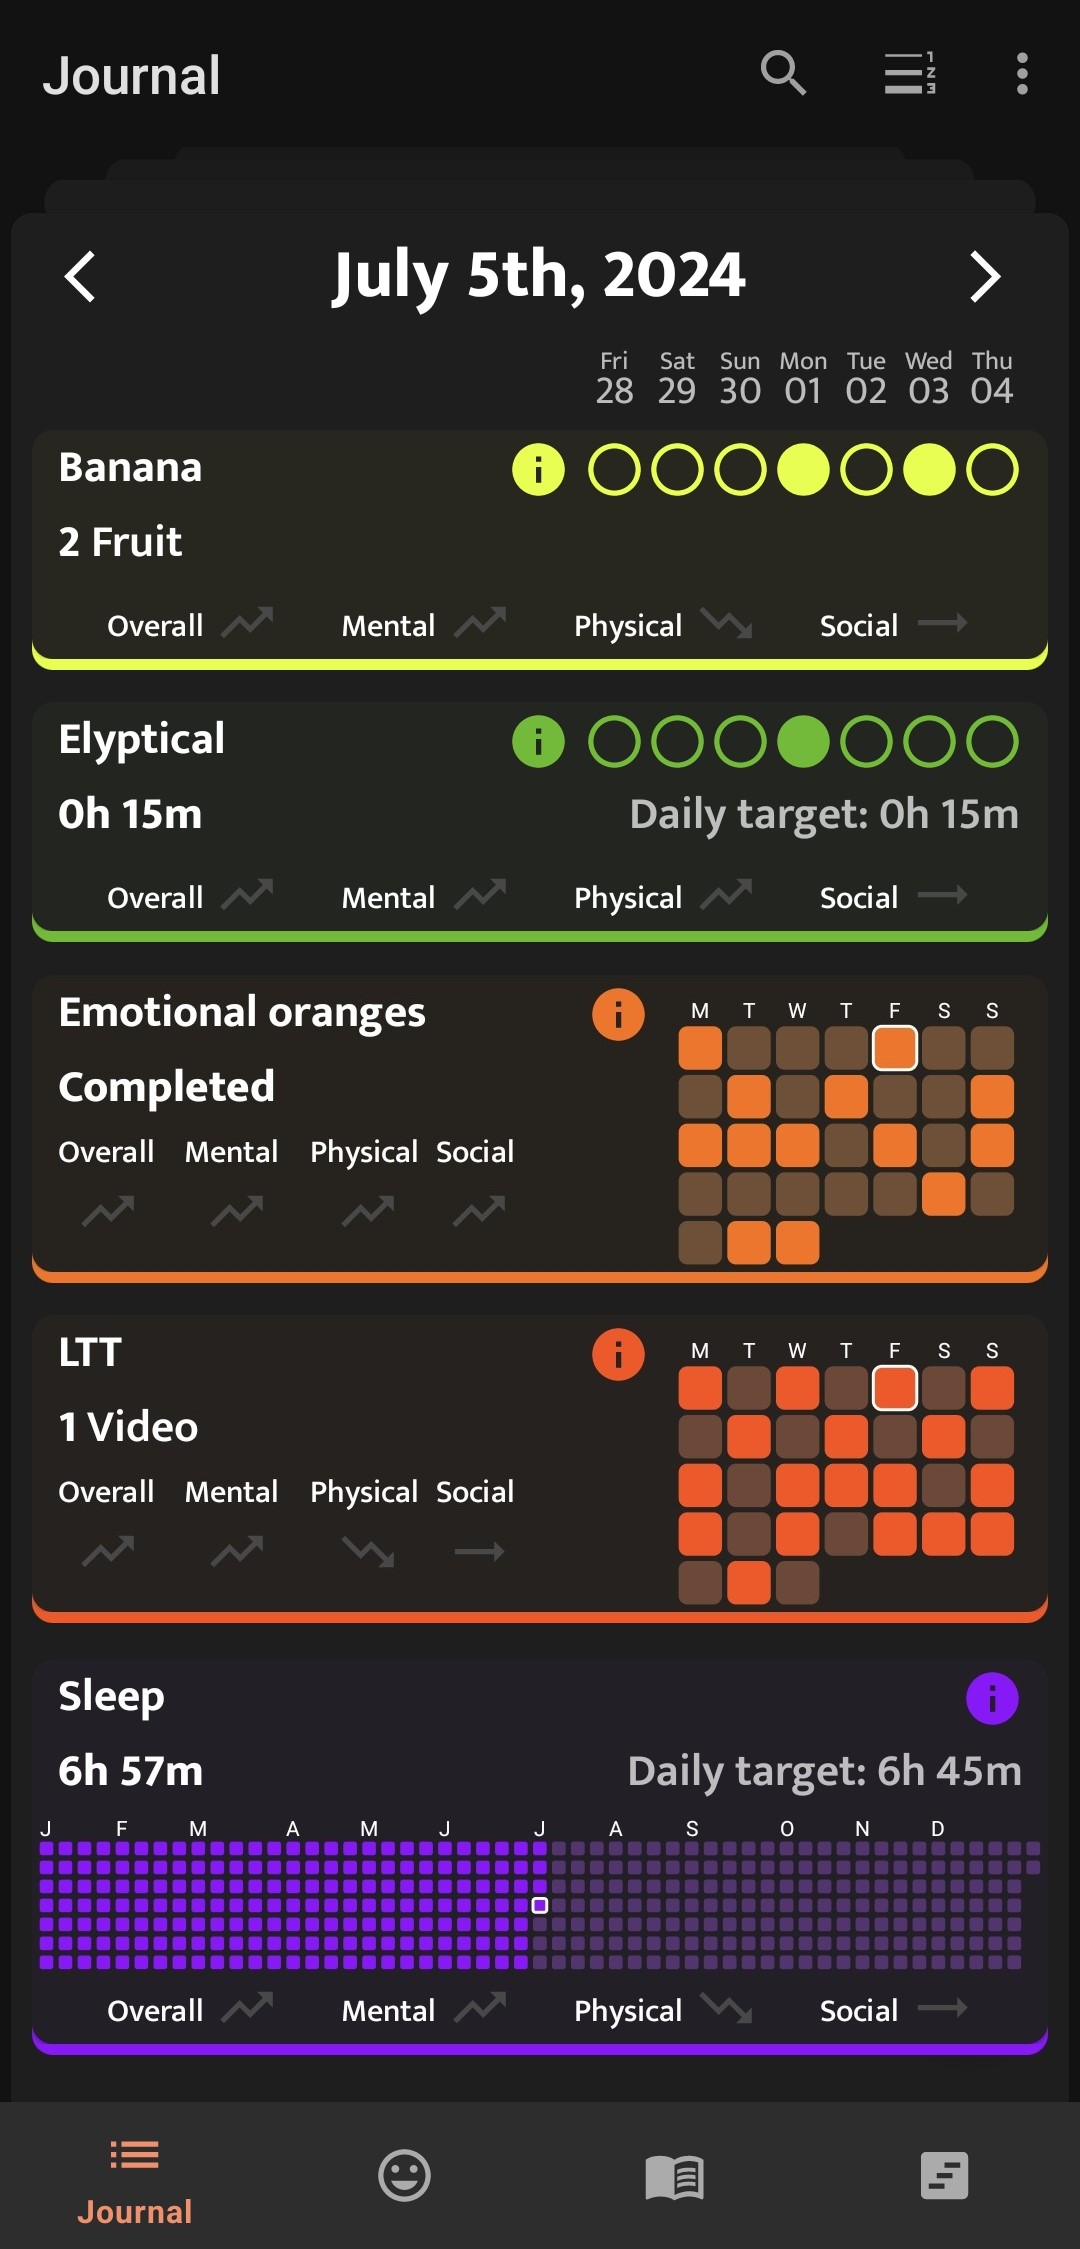 Journal
1
2
3
July 5th, 2024
Fri Sat Sun Mon Tue Wed Thu
28 29 30 01 02 03 04
Banana i
2 Fruit
Overall Mental Physical Social
Elyptical i
0h 15m Daily target: 0h 15m
Overall Mental Physical Social
Emotional oranges i
M T W T F S S
Completed
Overall Mental Physical Social
LTT i
M T W T F S S
1 Video
Overall Mental Physical Social
Sleep i
6h 57m Daily target: 6h 45m
J F M A M J J A S O N D
Overall Mental Physical Social
Journal